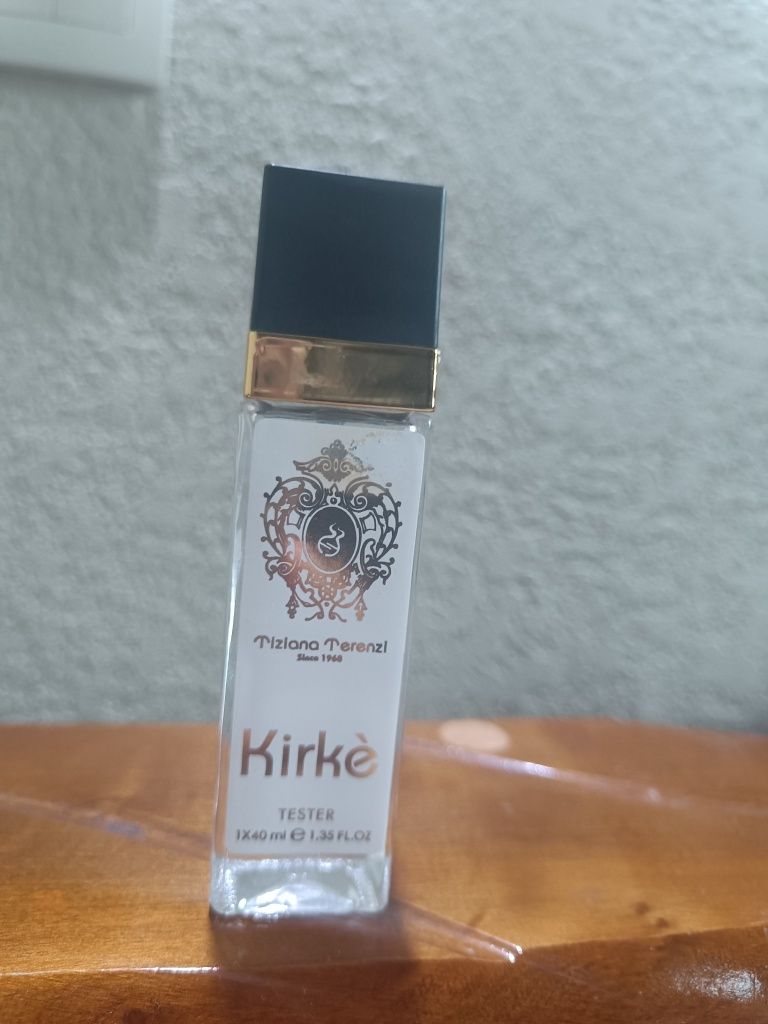 Tiziana Terenzi
Since 1968
Kirkè
TESTER
1X40 ml ℮ 1.35 FL.OZ